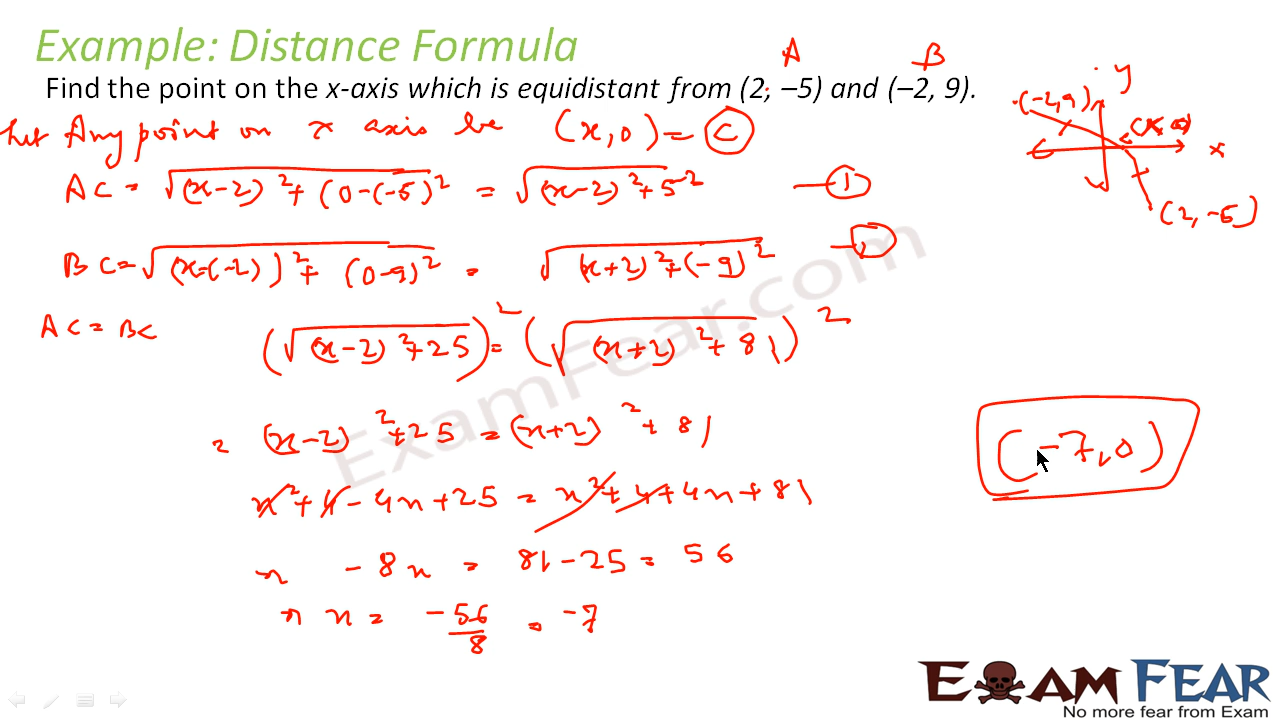 Example: Distance Formula
A B
Find the point on the x-axis which is equidistant from (2, –5) and (–2, 9).
Let Any point on x axis be (x,0) = C
y
(-2,9)
x
(2,-5)
AC = √(x-2)²+(0-(-5)² = √(x-2)²+5² —①
BC=√(x-(-2))²+(0-9)² = √(x+2)²+(-9)²
AC = BC (√(x-2)²+25)² = (√(x+2)²+81)²
= (x-2)²+25 = (x+2)²+81
(-7,0)
x²+4-4x+25 = x²+4+4x+81
-8x = 81-25 = 56
x = -56/8 = -7
ExamFear.com
EXAM FEAR
No more fear from Exam